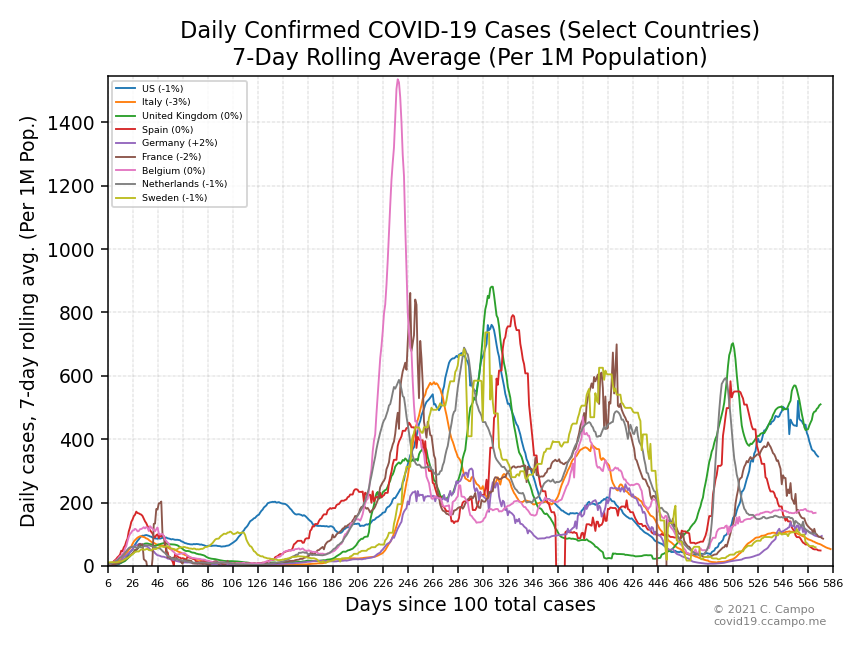 Daily Confirmed COVID-19 Cases (Select Countries)
7-Day Rolling Average (Per 1M Population)
Daily cases, 7-day rolling avg. (Per 1M Pop.)
1400
1200
1000
800
600
400
200
0
US (-1%)
Italy (-3%)
United Kingdom (0%)
Spain (0%)
Germany (+2%)
France (-2%)
Belgium (0%)
Netherlands (-1%)
Sweden (-1%)
6 26 46 66 86 106 126 146 166 186 206 226 246 266 286 306 326 346 366 386 406 426 446 466 486 506 526 546 566 586
Days since 100 total cases
© 2021 C. Campo
covid19.ccampo.me